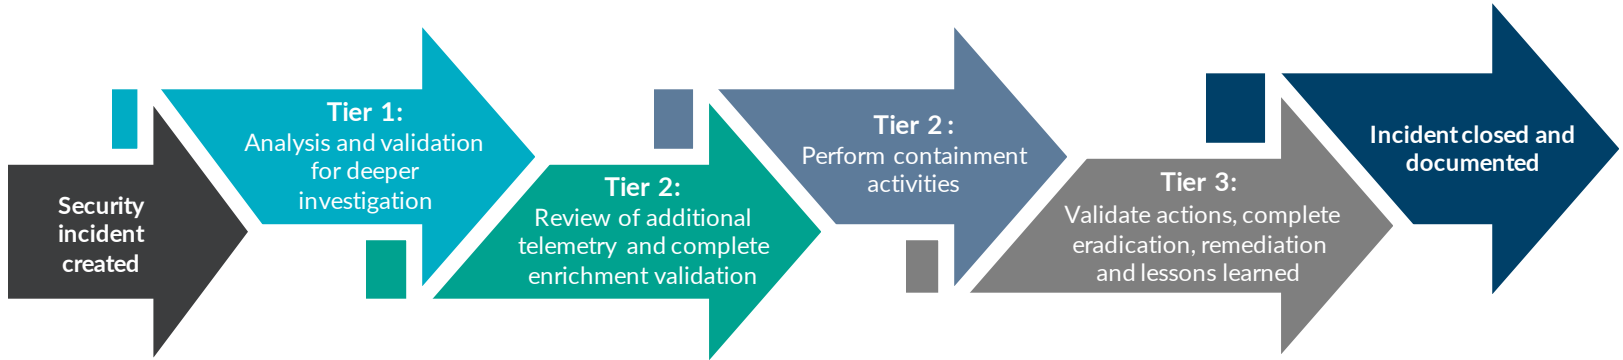 Security
incident
created
Tier 1:
Analysis and validation
for deeper
investigation
Tier 2:
Review of additional
telemetry and complete
enrichment validation
Tier 2 :
Perform containment
activities
Tier 3:
Validate actions, complete
eradication, remediation
and lessons learned
Incident closed and
documented